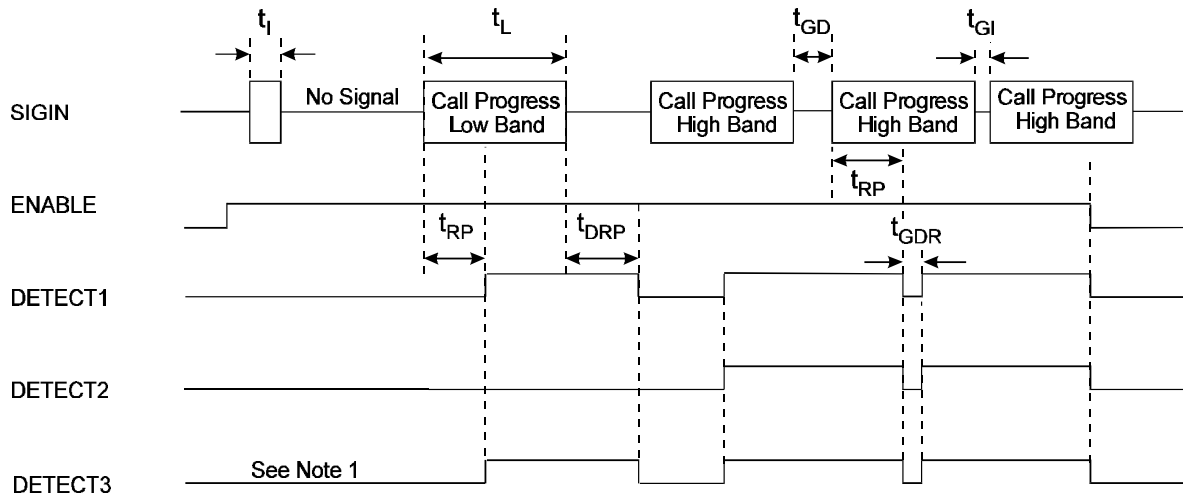 tI
tL
tGD
tGI
SIGIN
No Signal
Call Progress
Low Band
Call Progress
High Band
Call Progress
High Band
Call Progress
High Band
tRP
ENABLE
tRP
tDRP
tGDR
DETECT1
DETECT2
See Note 1
DETECT3